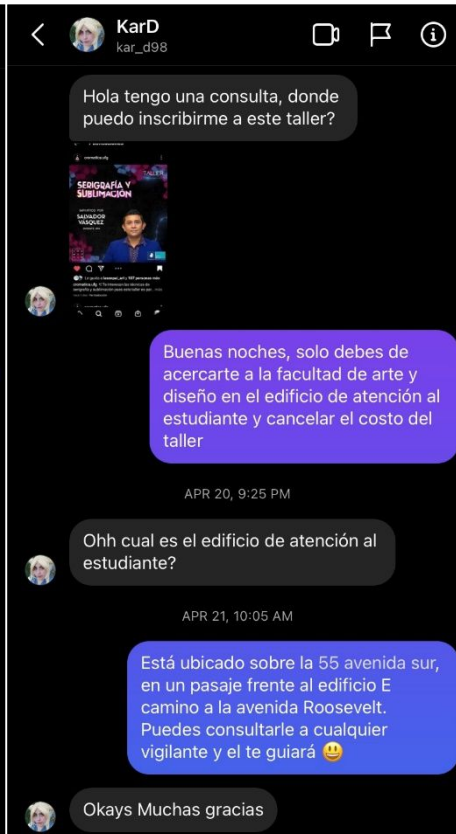 KarD
kar_d98
Hola tengo una consulta, donde
puedo inscribirme a este taller?
TALLER
SERIGRAFÍA Y
SUBLIMACIÓN
SALVADOR
VÁSQUEZ
Buenas noches, solo debes de
acercarte a la facultad de arte y
diseño en el edificio de atención al
estudiante y cancelar el costo del
taller
APR 20, 9:25 PM
Ohh cual es el edificio de atención al
estudiante?
APR 21, 10:05 AM
Está ubicado sobre la 55 avenida sur,
en un pasaje frente al edificio E
camino a la avenida Roosevelt.
Puedes consultarle a cualquier
vigilante y el te guiará 😃
Okays Muchas gracias